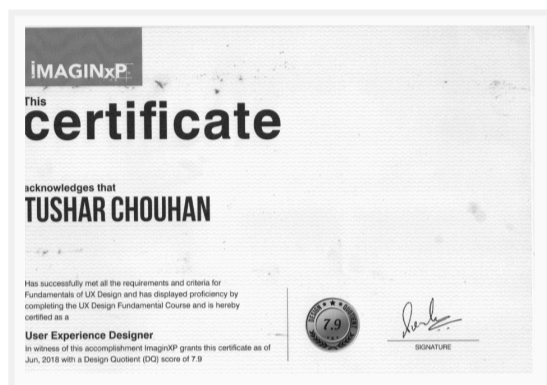 iMAGINxP
This
certificate
acknowledges that
TUSHAR CHOUHAN
Has successfully met all the requirements and criteria for
Fundamentals of UX Design and has displayed proficiency by
completing the UX Design Fundamental Course and is hereby
certified as a
User Experience Designer
In witness of this accomplishment ImaginXP grants this certificate as of
Jun, 2018 with a Design Quotient (DQ) score of 7.9
DESIGN QUOTIENT
7.9
SIGNATURE